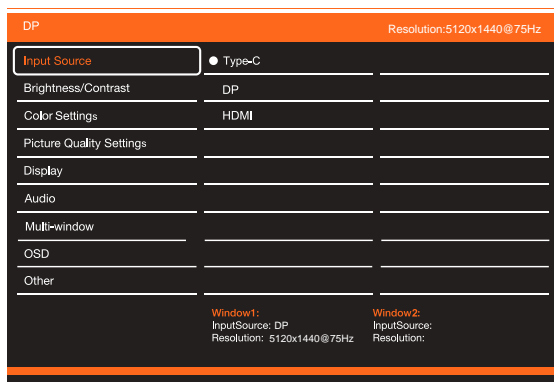 DP Resolution:5120x1440@75Hz
Input Source Type-C
Brightness/Contrast DP
Color Settings HDMI
Picture Quality Settings
Display
Audio
Multi-window
OSD
Other
Window1: Window2:
InputSource: DP InputSource:
Resolution: 5120x1440@75Hz Resolution: